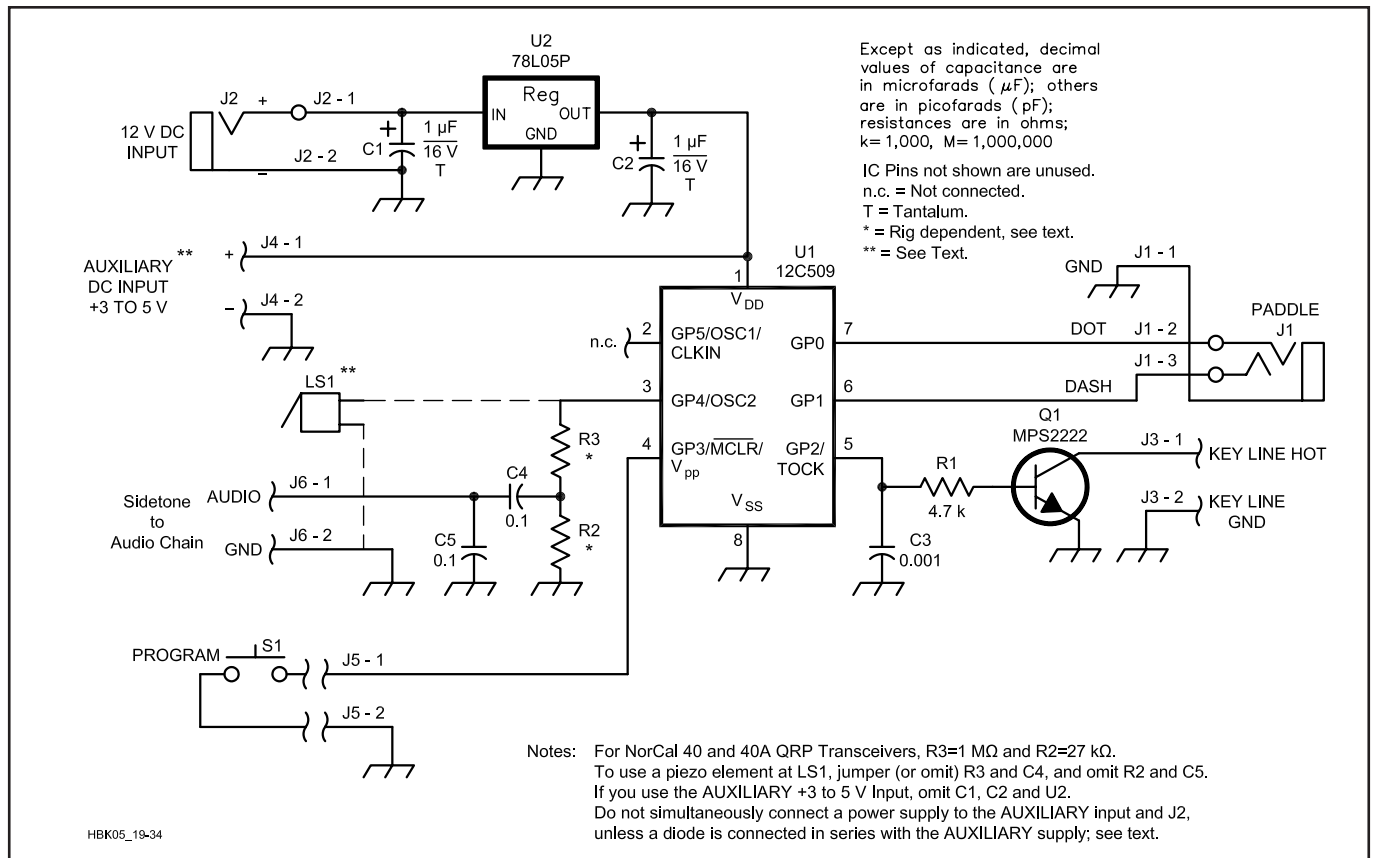 U2
78L05P
Reg
IN
OUT
GND
J2
+
J2 - 1
12 V DC
INPUT
–
J2 - 2
+
C1
1 µF
16 V
T
+
C2
1 µF
16 V
T
Except as indicated, decimal
values of capacitance are
in microfarads ( µF); others
are in picofarads ( pF);
resistances are in ohms;
k= 1,000, M= 1,000,000
IC Pins not shown are unused.
n.c. = Not connected.
T = Tantalum.
* = Rig dependent, see text.
** = See Text.
AUXILIARY **
DC INPUT
+3 TO 5 V
+
J4 - 1
–
J4 - 2
U1
12C509
1
VDD
n.c.
2
GP5/OSC1/
CLKIN
3
GP4/OSC2
4
GP3/MCLR/
Vpp
VSS
8
GP0
7
GP1
6
GP2/
TOCK
5
GND
J1 - 1
DOT
J1 - 2
J1 - 3
DASH
PADDLE
J1
LS1 **
R3
*
R2
*
C4
0.1
C5
0.1
Sidetone
to
Audio Chain
AUDIO
J6 - 1
GND
J6 - 2
Q1
MPS2222
R1
4.7 k
C3
0.001
J3 - 1
KEY LINE HOT
J3 - 2
KEY LINE
GND
PROGRAM
S1
J5 - 1
J5 - 2
Notes: For NorCal 40 and 40A QRP Transceivers, R3=1 MΩ and R2=27 kΩ.
To use a piezo element at LS1, jumper (or omit) R3 and C4, and omit R2 and C5.
If you use the AUXILIARY +3 to 5 V Input, omit C1, C2 and U2.
Do not simultaneously connect a power supply to the AUXILIARY input and J2,
unless a diode is connected in series with the AUXILIARY supply; see text.
HBK05_19-34